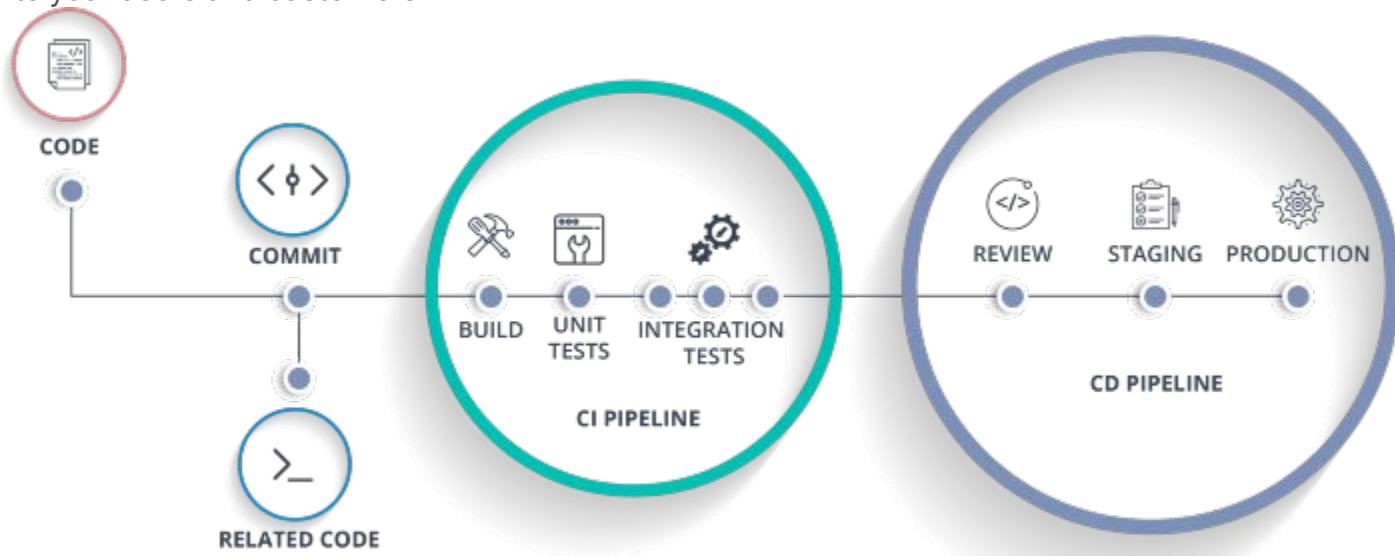 CODE
COMMIT
RELATED CODE
BUILD
UNIT
TESTS
INTEGRATION
TESTS
CI PIPELINE
REVIEW
STAGING
PRODUCTION
CD PIPELINE